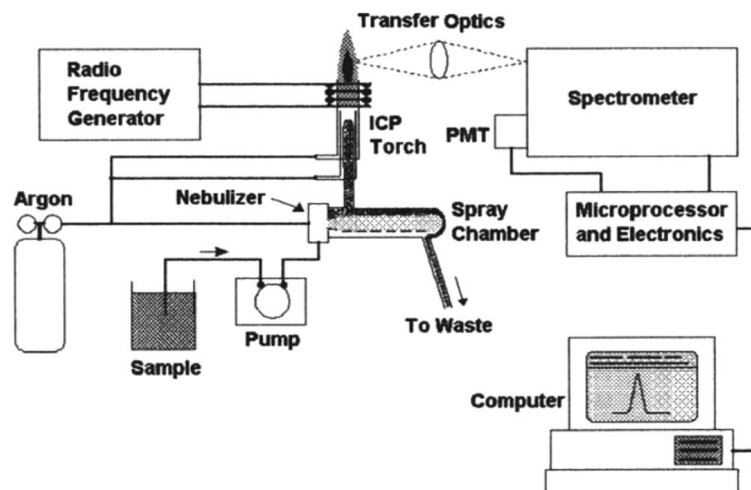 Transfer Optics
Radio
Frequency
Generator
ICP
Torch
Spectrometer
PMT
Nebulizer
Argon
Spray
Chamber
Microprocessor
and Electronics
To Waste
Pump
Sample
Computer